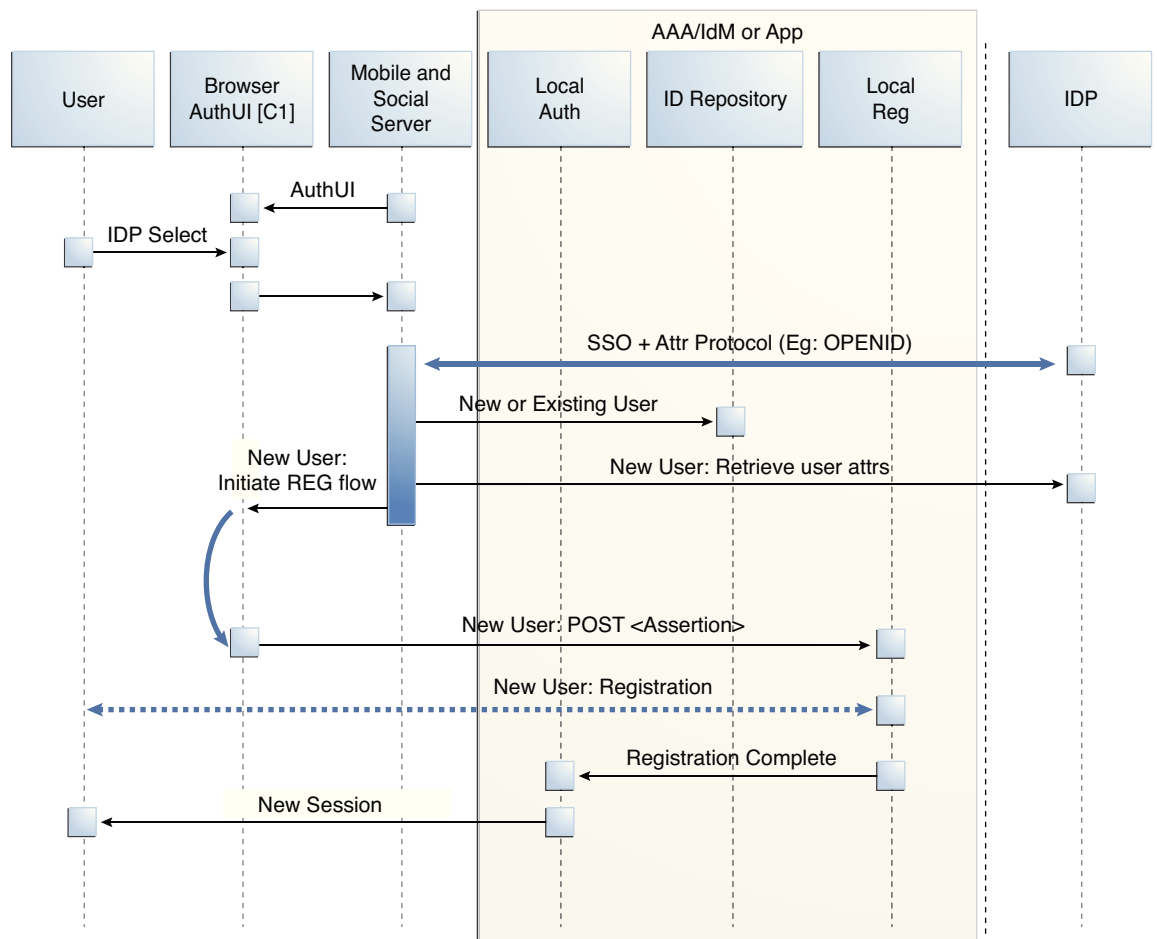 AAA/IdM or App
User
Browser
AuthUI [C1]
Mobile and
Social
Server
Local
Auth
ID Repository
Local
Reg
IDP
AuthUI
IDP Select
SSO + Attr Protocol (Eg: OPENID)
New or Existing User
New User:
Initiate REG flow
New User: Retrieve user attrs
New User: POST <Assertion>
New User: Registration
Registration Complete
New Session